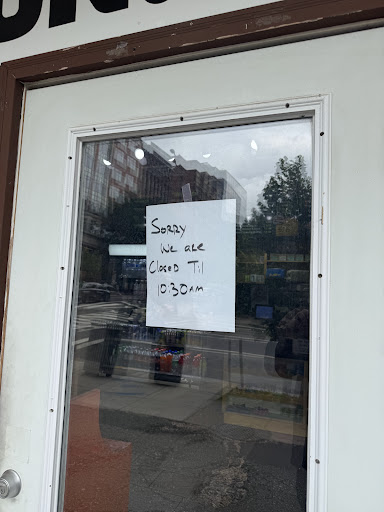 Sorry
We are
Closed Til
10:30AM